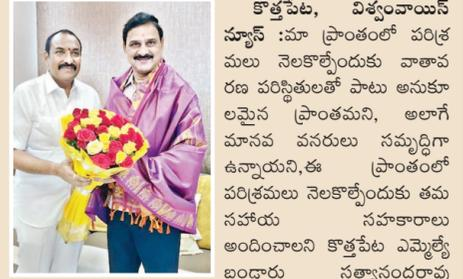 కొత్తపేట, విశ్వంవాయిస్
న్యూస్ :మా ప్రాంతంలో పరిశ్ర
మలు నెలకొల్పేందుకు వాతావ
రణ పరిస్థితులతో పాటు అనుకూ
లమైన ప్రాంతమని, అలాగే
మానవ వనరులు సమృద్ధిగా
ఉన్నాయని,ఈ ప్రాంతంలో
పరిశ్రమలు నెలకొల్పేందుకు తమ
సహాయ సహకారాలు
అందించాలని కొత్తపేట ఎమ్మెల్యే
బండారు సత్యానందరావు